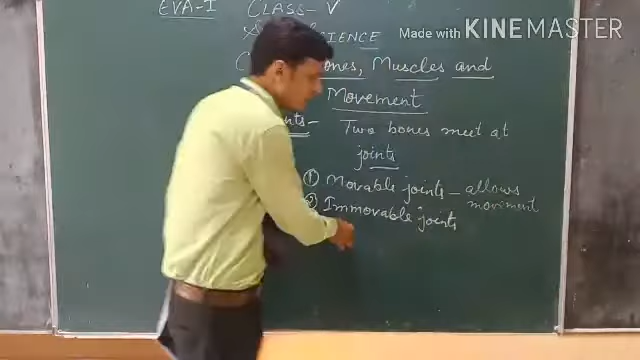 EVA-I CLASS- V
SCIENCE
Made with KINEMASTER
Bones, Muscles and
Movement
Two bones meet at
joints
① Movable joints - allows
movement
② Immovable joints